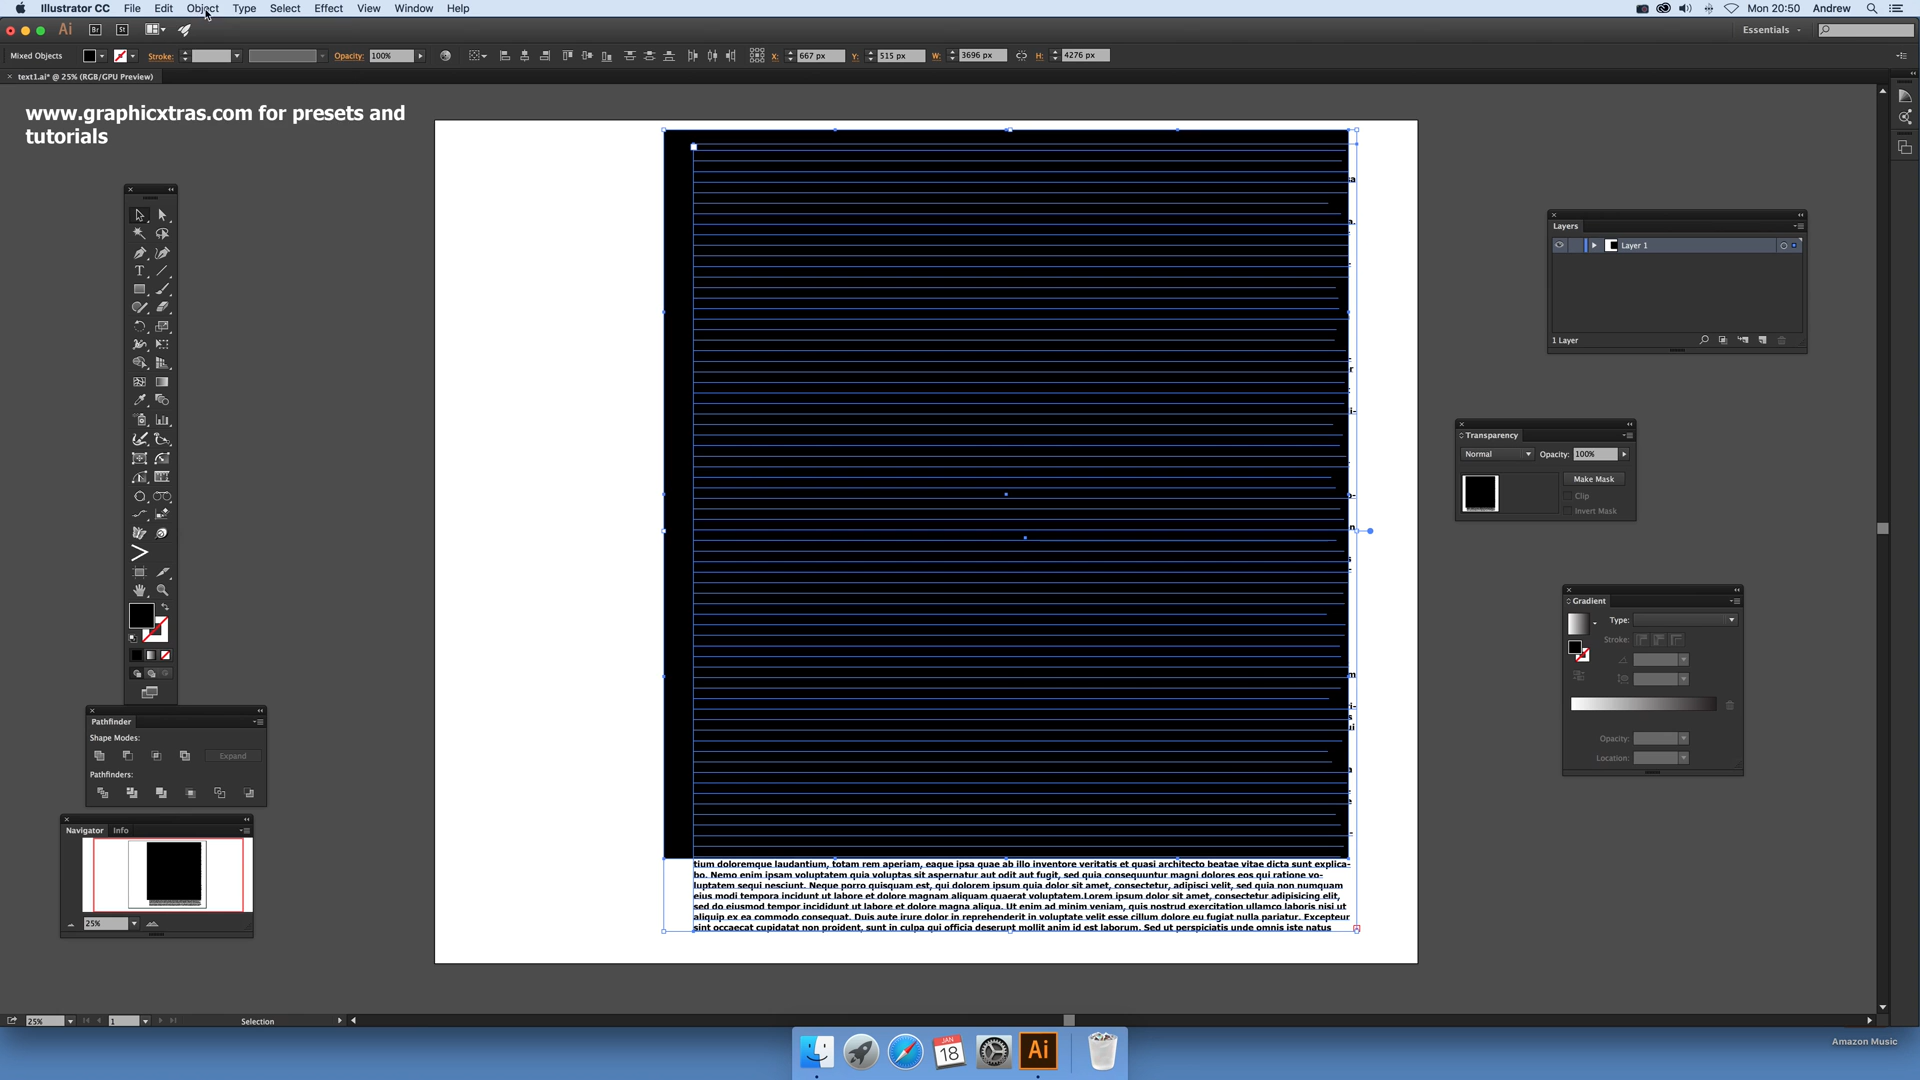 Illustrator CC File Edit Object Type Select Effect View Window Help
Mon 20:50 Andrew
Ai Br St
Essentials
Mixed Objects Stroke: Opacity: 100% X: 667 px Y: 515 px W: 3696 px H: 4276 px
text1.ai* @ 25% (RGB/GPU Preview)
www.graphicxtras.com for presets and
tutorials
Layers
Layer 1
1 Layer
Transparency
Normal Opacity: 100%
Make Mask
Clip
Invert Mask
Gradient
Type:
Stroke:
Opacity:
Location:
Pathfinder
Shape Modes:
Expand
Pathfinders:
Navigator Info
25%
tium doloremque laudantium, totam rem aperiam, eaque ipsa quae ab illo inventore veritatis et quasi architecto beatae vitae dicta sunt explica-
bo. Nemo enim ipsam voluptatem quia voluptas sit aspernatur aut odit aut fugit, sed quia consequuntur magni dolores eos qui ratione vo-
luptatem sequi nesciunt. Neque porro quisquam est, qui dolorem ipsum quia dolor sit amet, consectetur, adipisci velit, sed quia non numquam
eius modi tempora incidunt ut labore et dolore magnam aliquam quaerat voluptatem.Lorem ipsum dolor sit amet, consectetur adipisicing elit,
sed do eiusmod tempor incididunt ut labore et dolore magna aliqua. Ut enim ad minim veniam, quis nostrud exercitation ullamco laboris nisi ut
aliquip ex ea commodo consequat. Duis aute irure dolor in reprehenderit in voluptate velit esse cillum dolore eu fugiat nulla pariatur. Excepteur
sint occaecat cupidatat non proident, sunt in culpa qui officia deserunt mollit anim id est laborum. Sed ut perspiciatis unde omnis iste natus
25% 1 Selection
JAN
18
Ai
Amazon Music